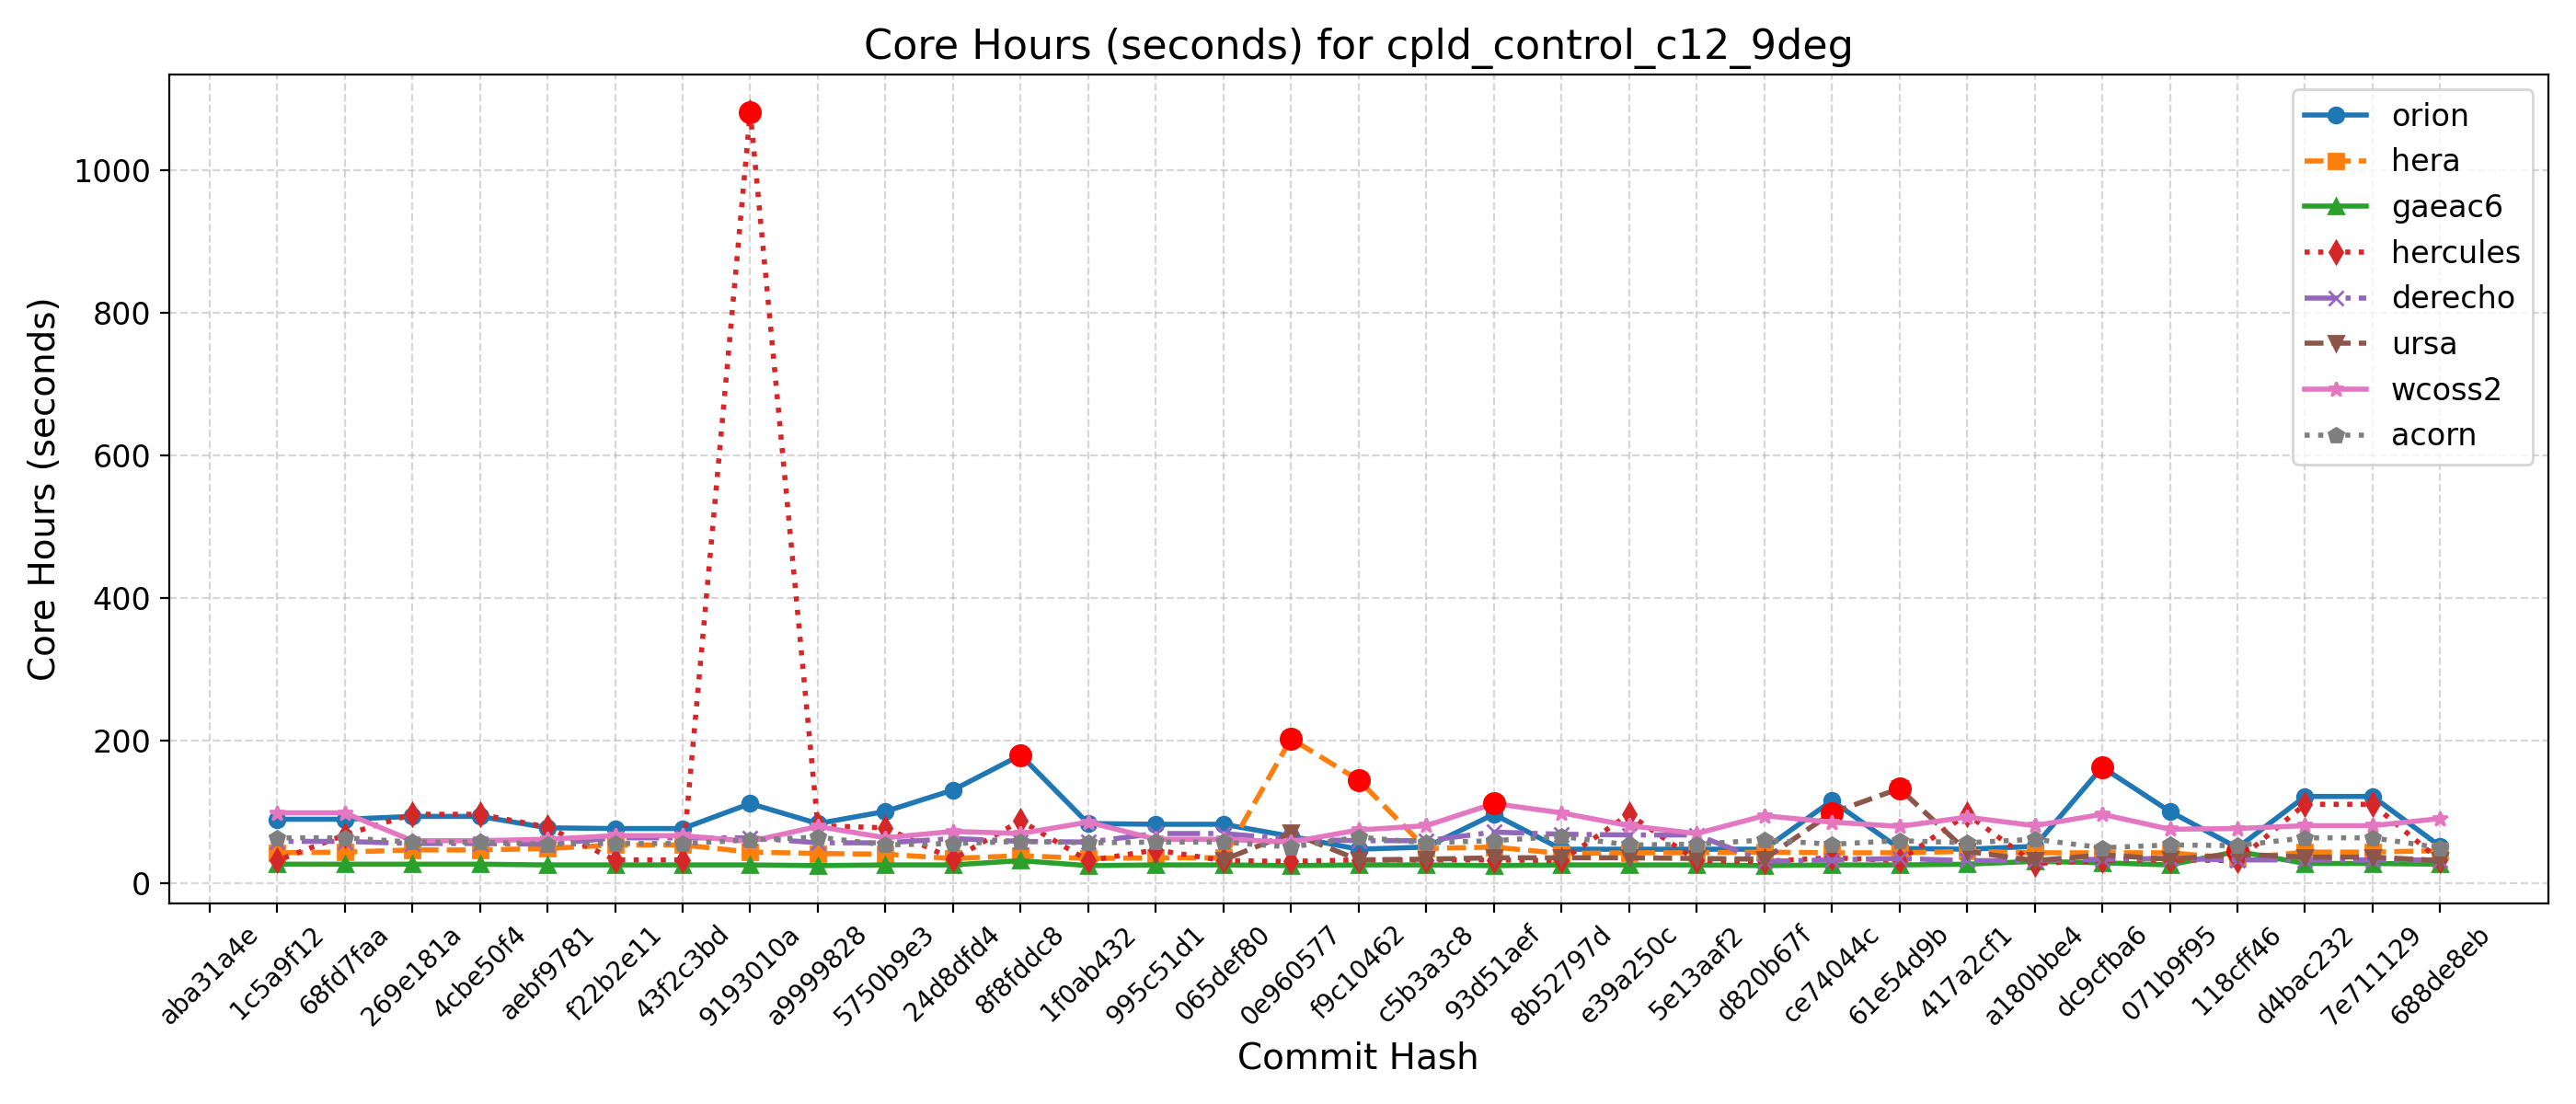 Core Hours (seconds) for cpld_control_c12_9deg
Core Hours (seconds)
1000
800
600
400
200
0
orion
hera
gaeac6
hercules
derecho
ursa
wcoss2
acorn
aba31a4e
1c5a9f12
68fd7faa
269e181a
4cbe50f4
aebf9781
f22b2e11
43f2c3bd
9193010a
a9999828
5750b9e3
24d8dfd4
8f8fddc8
1f0ab432
995c51d1
065def80
0e960577
f9c10462
c5b3a3c8
93d51aef
8b52797d
e39a250c
5e13aaf2
d820b67f
ce74044c
61e54d9b
417a2cf1
a180bbe4
dc9cfba6
071b9f95
118cff46
d4bac232
7e711129
688de8eb
Commit Hash